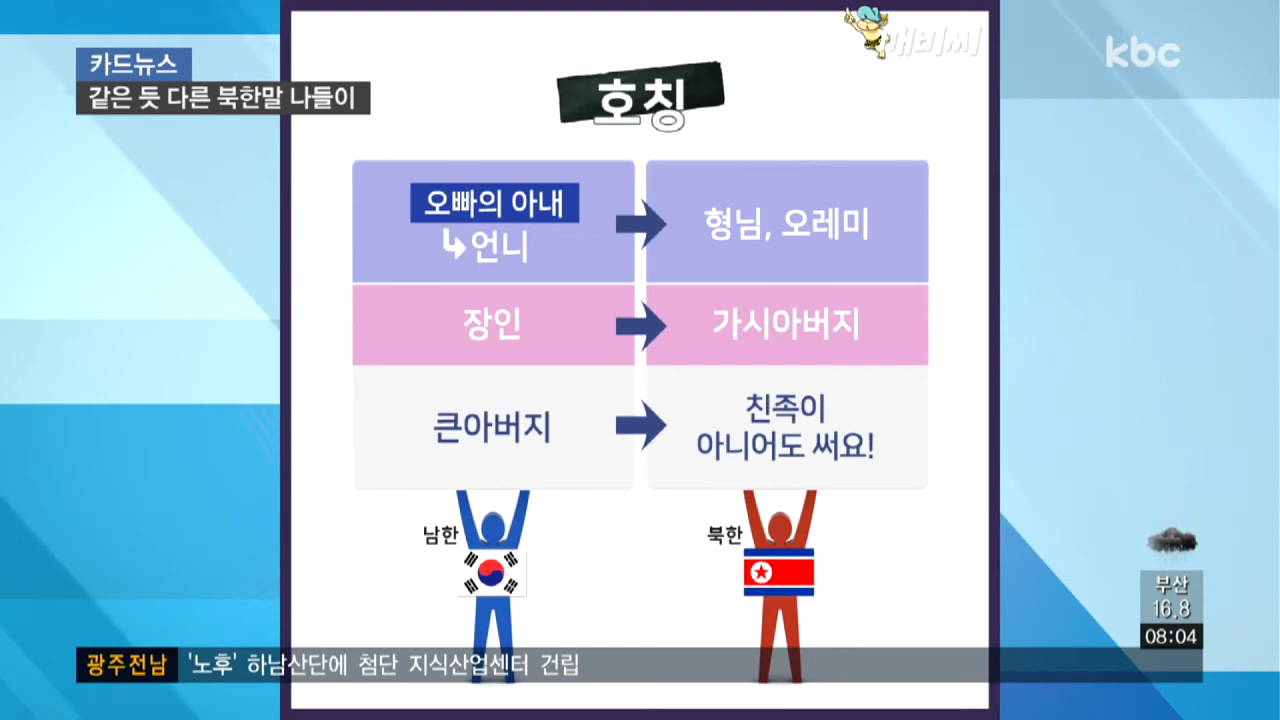 카드뉴스
같은 듯 다른 북한말 나들이
깨비씨
kbc
호칭
오빠의 아내
언니
형님, 오레미
장인
가시아버지
큰아버지
친족이
아니어도 써요!
남한
북한
부산
16.8
08:04
광주전남 '노후' 하남산단에 첨단 지식산업센터 건립